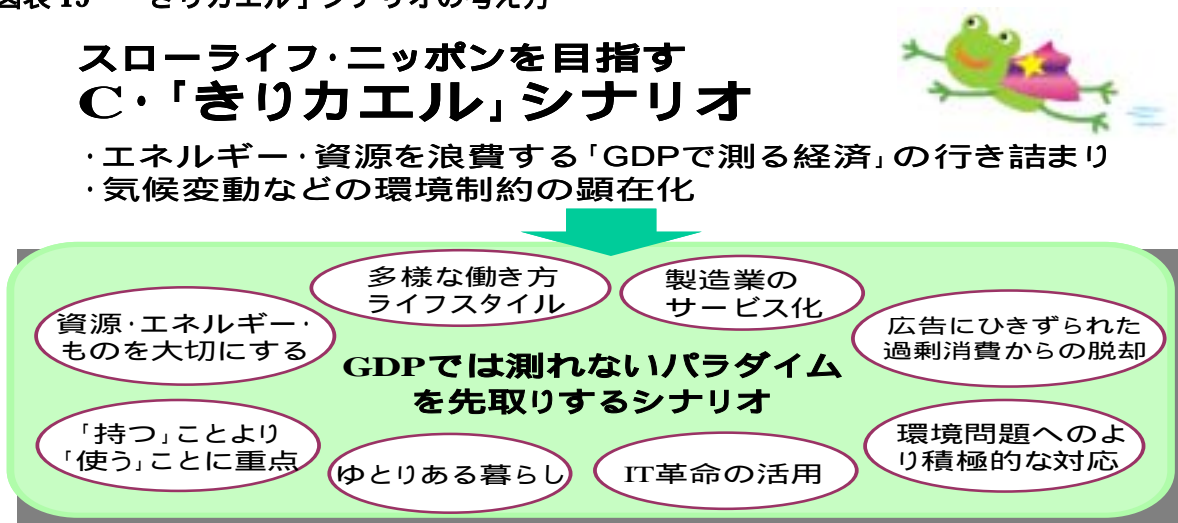 スローライフ・ニッポンを目指す
C・「きりカエル」シナリオ
・エネルギー・資源を浪費する「GDPで測る経済」の行き詰まり
・気候変動などの環境制約の顕在化
多様な働き方
ライフスタイル
製造業の
サービス化
資源・エネルギー・
ものを大切にする
広告にひきずられた
過剰消費からの脱却
GDPでは測れないパラダイム
を先取りするシナリオ
「持つ」ことより
「使う」ことに重点
ゆとりある暮らし
IT革命の活用
環境問題へのよ
り積極的な対応